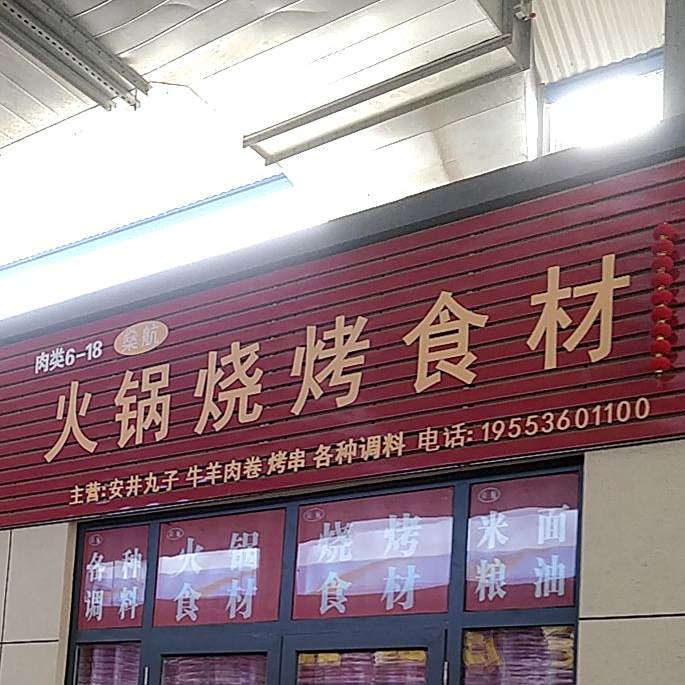 肉类6-18 桑航
火锅烧烤食材
主营:安井丸子 牛羊肉卷 烤串 各种调料 电话:19553601100
各种
调料
火锅
食材
烧烤
食材
米面
粮油